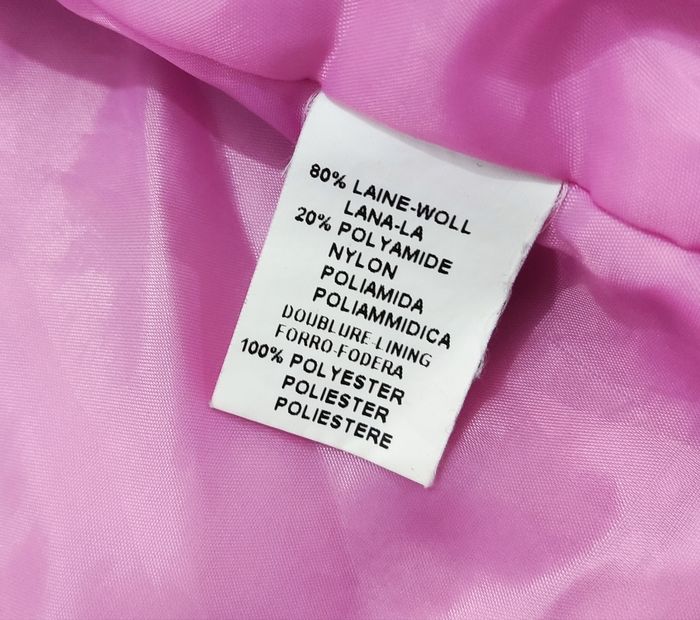 80% LAINE-WOLL
LANA-LA
20% POLYAMIDE
NYLON
POLIAMIDA
POLIAMMIDICA
DOUBLURE-LINING
FORRO-FODERA
100% POLYESTER
POLIESTER
POLIESTERE